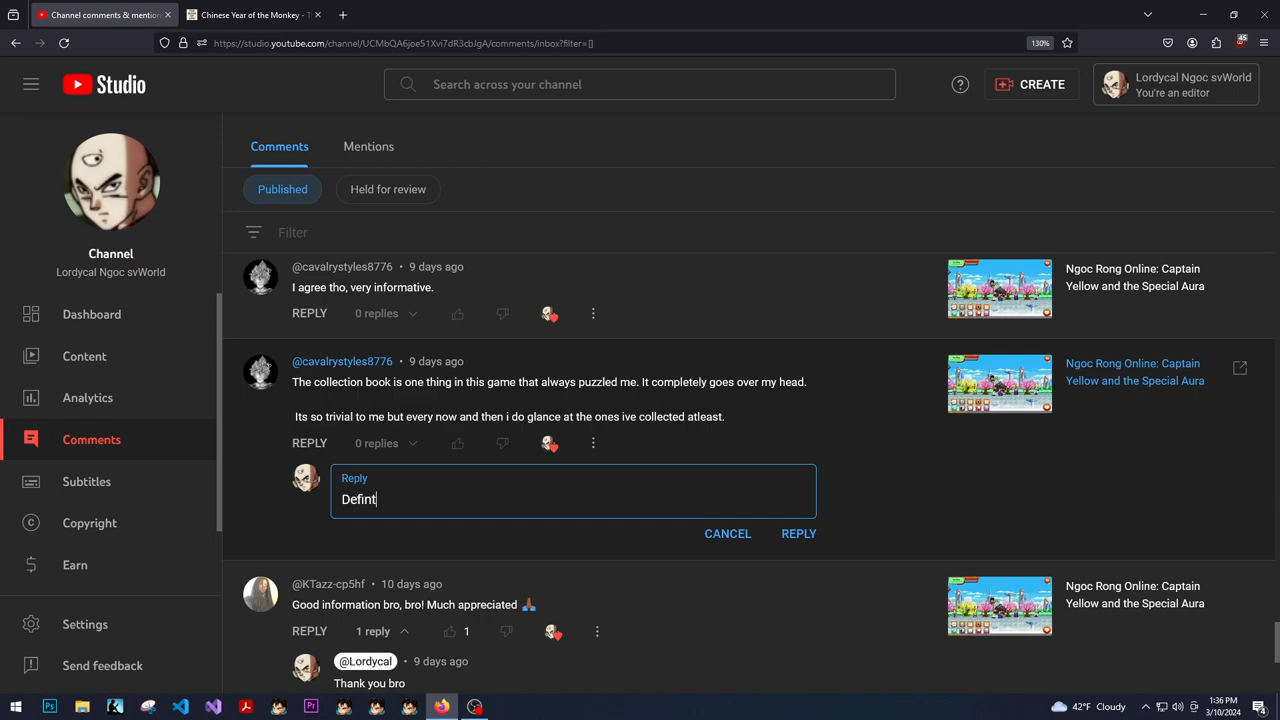 Channel comments & mentio
Chinese Year of the Monkey - T
https://studio.youtube.com/channel/UCMbQA6joe51Xvi7dR3cbJgA/comments/inbox?filter=[]
130%
45
Studio
Search across your channel
CREATE
Lordycal Ngoc svWorld
You're an editor
Channel
Lordycal Ngoc svWorld
Dashboard
Content
Analytics
Comments
Subtitles
Copyright
Earn
Settings
Send feedback
Comments
Mentions
Published
Held for review
Filter
@cavalrystyles8776 • 9 days ago
I agree tho, very informative.
REPLY 0 replies
Ngoc Rong Online: Captain
Yellow and the Special Aura
@cavalrystyles8776 • 9 days ago
The collection book is one thing in this game that always puzzled me. It completely goes over my head.
Its so trivial to me but every now and then i do glance at the ones ive collected atleast.
REPLY 0 replies
Ngoc Rong Online: Captain
Yellow and the Special Aura
Reply
Defint
CANCEL REPLY
@KTazz-cp5hf • 10 days ago
Good information bro, bro! Much appreciated 🙏🏾
REPLY 1 reply 1
Ngoc Rong Online: Captain
Yellow and the Special Aura
@Lordycal • 9 days ago
Thank you bro
42°F Cloudy
1:36 PM
3/10/2024
4